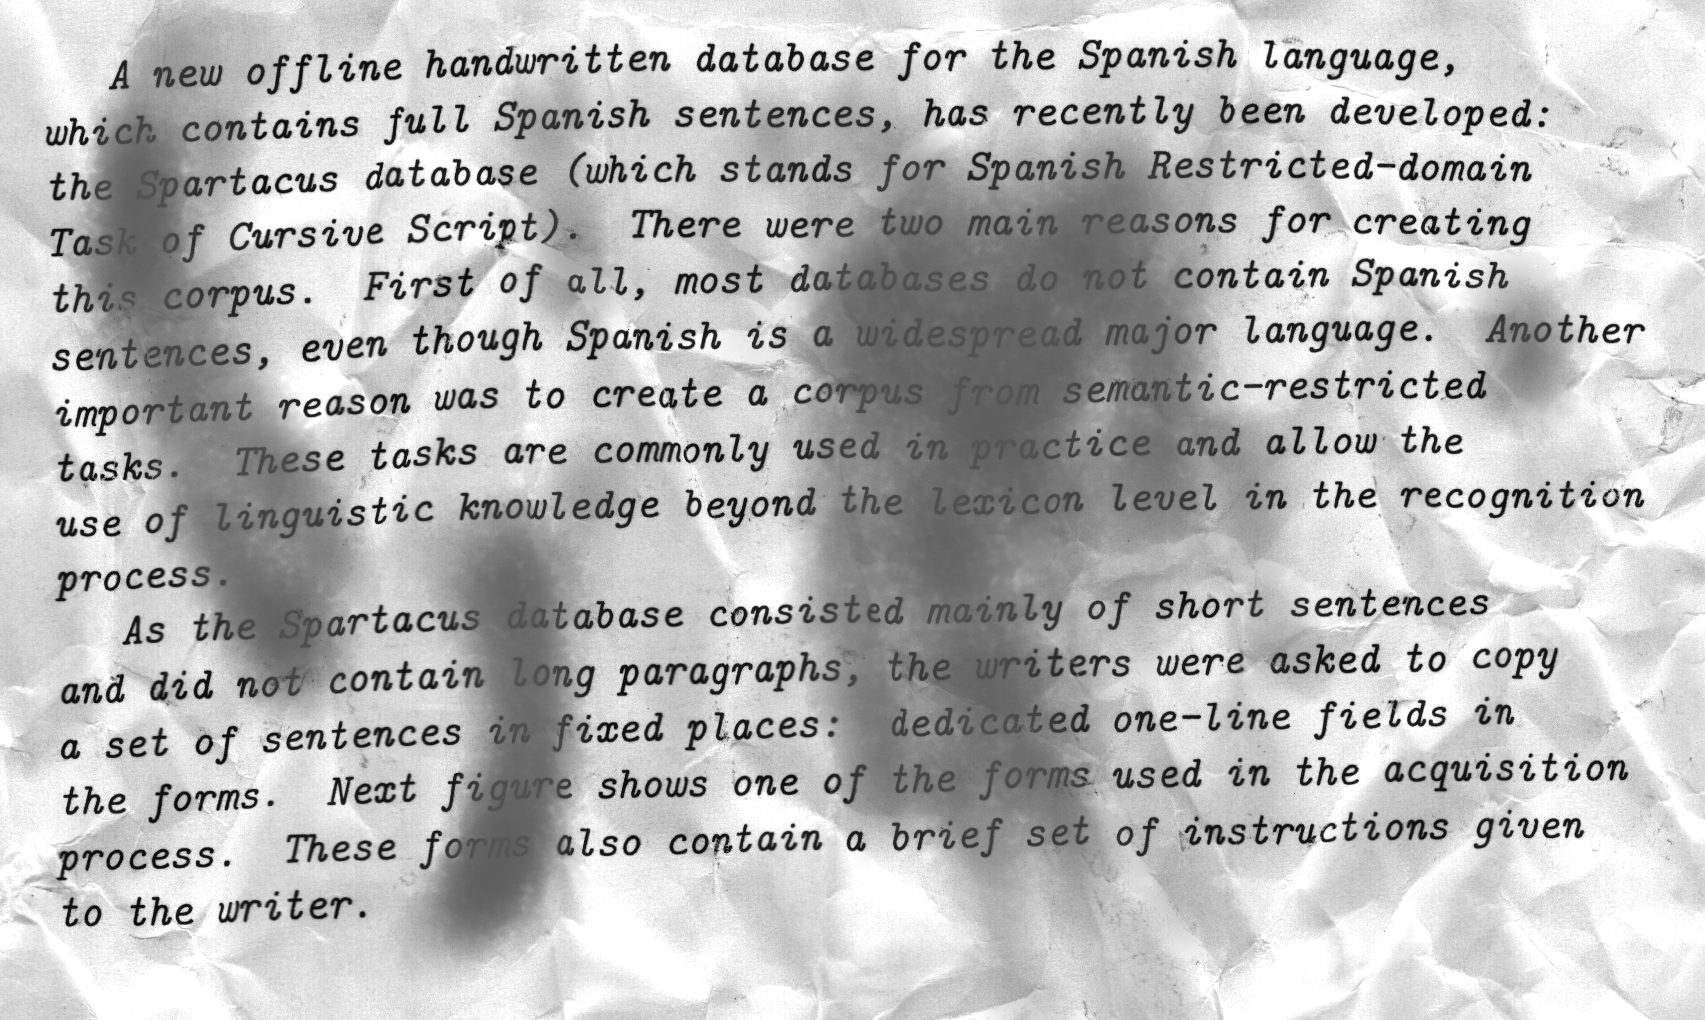 A new offline handwritten database for the Spanish language,
which contains full Spanish sentences, has recently been developed:
the Spartacus database (which stands for Spanish Restricted-domain
Task of Cursive Script). There were two main reasons for creating
this corpus. First of all, most databases do not contain Spanish
sentences, even though Spanish is a widespread major language. Another
important reason was to create a corpus from semantic-restricted
tasks. These tasks are commonly used in practice and allow the
use of linguistic knowledge beyond the lexicon level in the recognition
process.
As the Spartacus database consisted mainly of short sentences
and did not contain long paragraphs, the writers were asked to copy
a set of sentences in fixed places: dedicated one-line fields in
the forms. Next figure shows one of the forms used in the acquisition
process. These forms also contain a brief set of instructions given
to the writer.